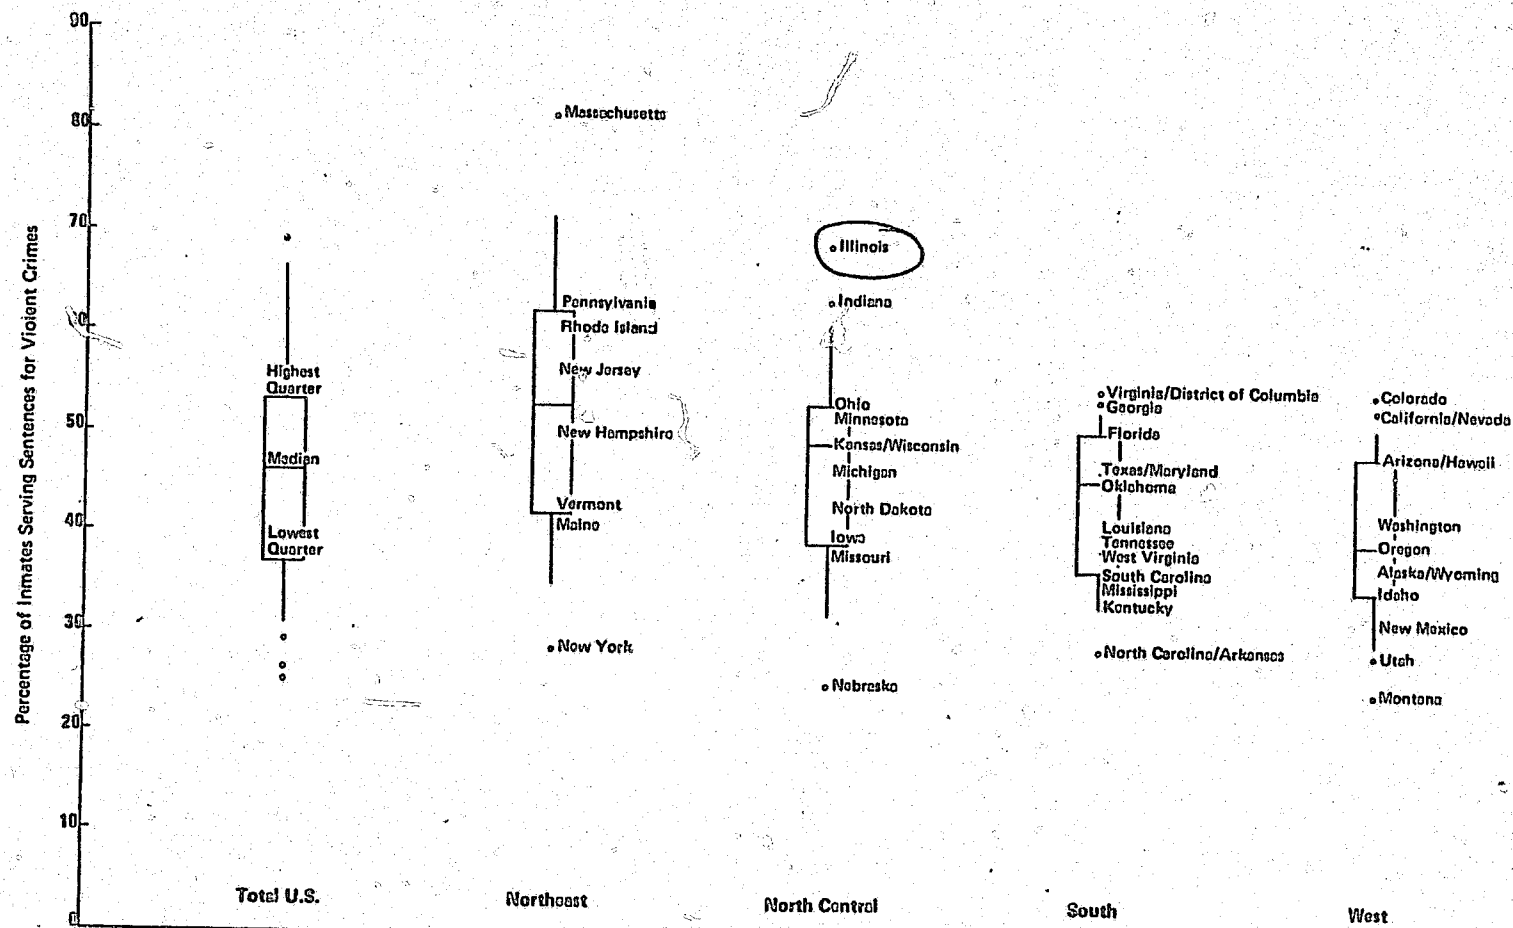 Percentage of Inmates Serving Sentences for Violent Crimes
90
80
70
60
50
40
30
20
10
0
Highest
Quarter
Median
Lowest
Quarter
Total U.S.
Massachusetts
Pennsylvania
Rhode Island
New Jersey
New Hampshire
Vermont
Maine
New York
Northeast
Illinois
Indiana
Ohio
Minnesota
Kansas/Wisconsin
Michigan
North Dakota
Iowa
Missouri
Nebraska
North Central
Virginia/District of Columbia
Georgia
Florida
Texas/Maryland
Oklahoma
Louisiana
Tennessee
West Virginia
South Carolina
Mississippi
Kentucky
North Carolina/Arkansas
South
Colorado
California/Nevada
Arizona/Hawaii
Washington
Oregon
Alaska/Wyoming
Idaho
New Mexico
Utah
Montana
West